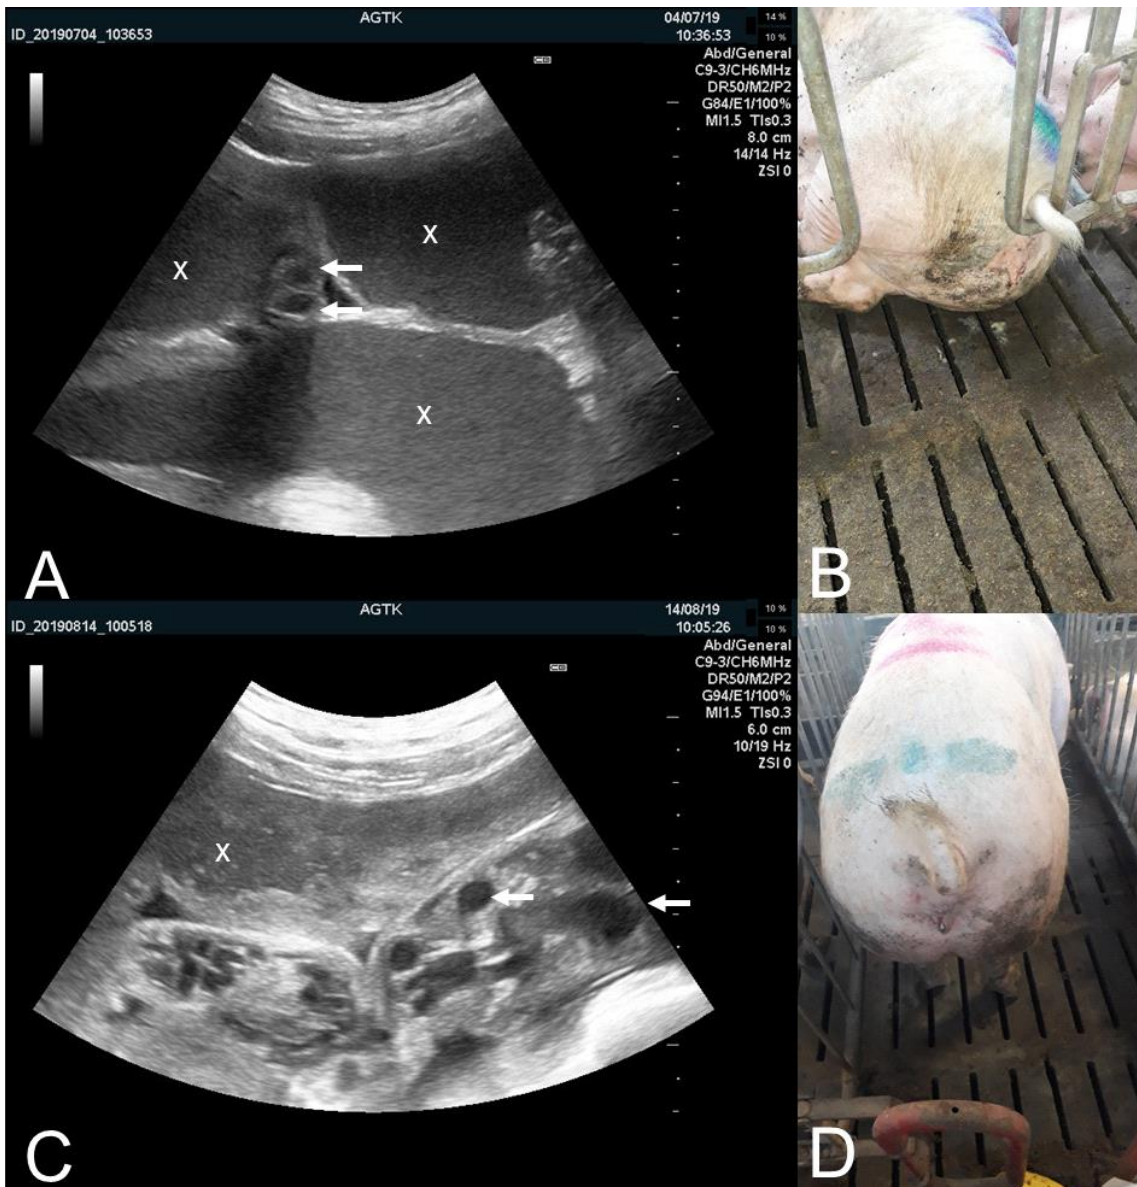 AGTK
04/07/19
14 %
ID_20190704_103653
10:36:53
10 %
Abd/General
C9-3/CH6MHz
DR50/M2/P2
G84/E1/100%
MI1.5 TIs0.3
8.0 cm
14/14 Hz
ZSI 0
X
X
X
A
B
AGTK
14/08/19
10 %
ID_20190814_100518
10:05:26
10 %
Abd/General
C9-3/CH6MHz
DR50/M2/P2
G94/E1/100%
MI1.5 TIs0.3
6.0 cm
10/19 Hz
ZSI 0
X
C
D